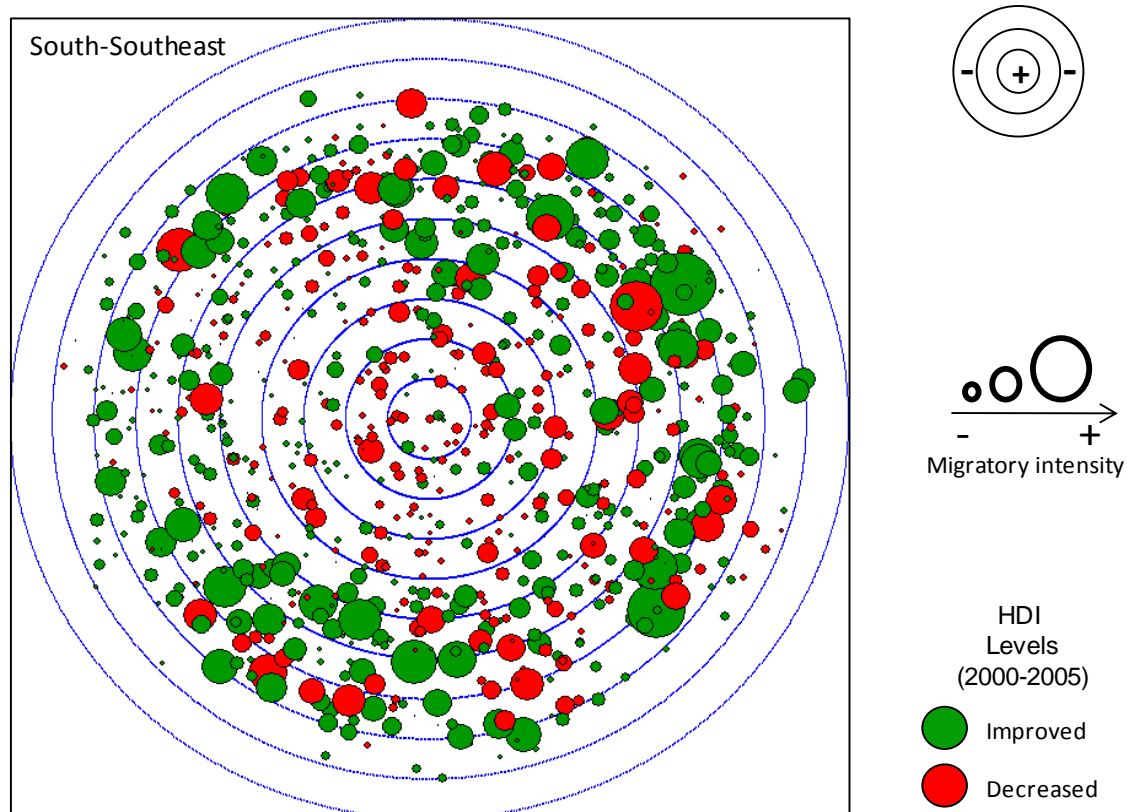 South-Southeast
- + -
- +
Migratory intensity
HDI
Levels
(2000-2005)
Improved
Decreased